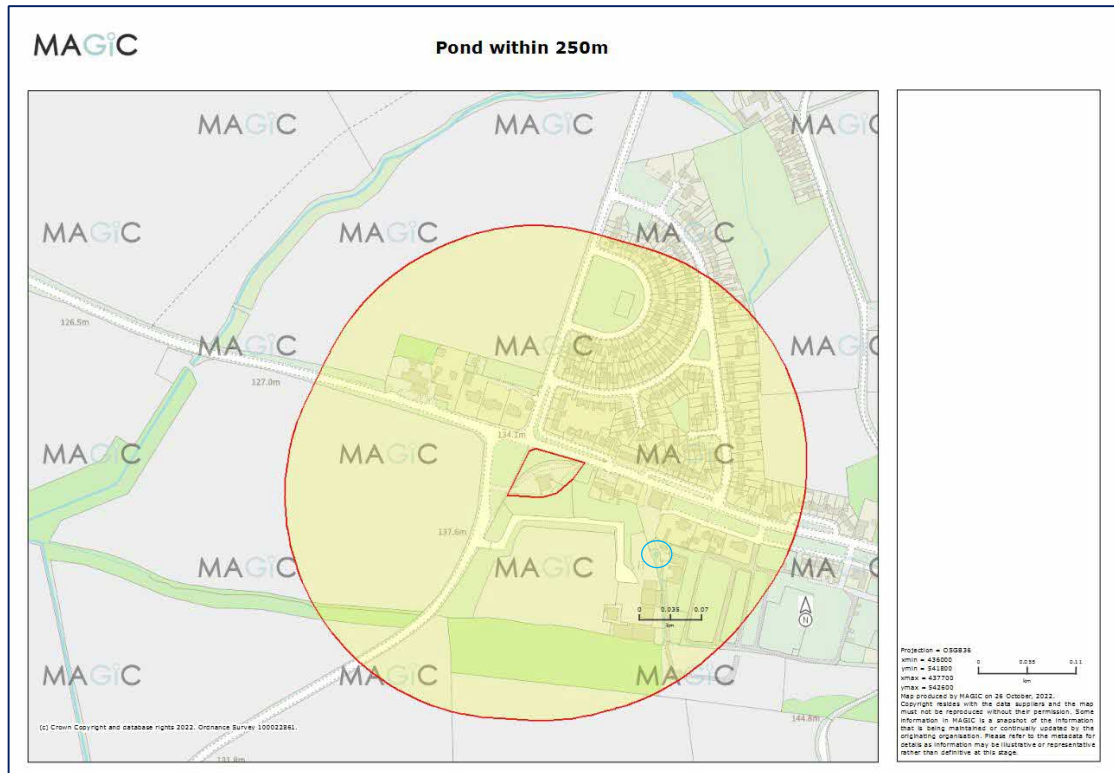 MAGiC
Pond within 250m
MAGiC MAGiC MAGiC
MAGiC MAGiC MAGiC
126.5m
MAGiC MAGiC MAGiC
127.0m
134.1m
MAGiC MAGiC MAGiC
137.6m
MAGiC MAGiC MA
0 0.035 0.07
km
N
MAGiC MAGiC MAGiC
144.8m
(c) Crown Copyright and database rights 2022. Ordnance Survey 100022861.
133.8m
Projection = OSGB36
xmin = 436000
ymin = 541800
xmax = 437700
ymax = 542600
0 0.055 0.11
km
Map produced by MAGIC on 26 October, 2022.
Copyright resides with the data suppliers and the map
must not be reproduced without their permission. Some
information in MAGIC is a snapshot of the information
that is being maintained or continually updated by the
originating organisation. Please refer to the metadata for
details as information may be illustrative or representative
rather than definitive at this stage.